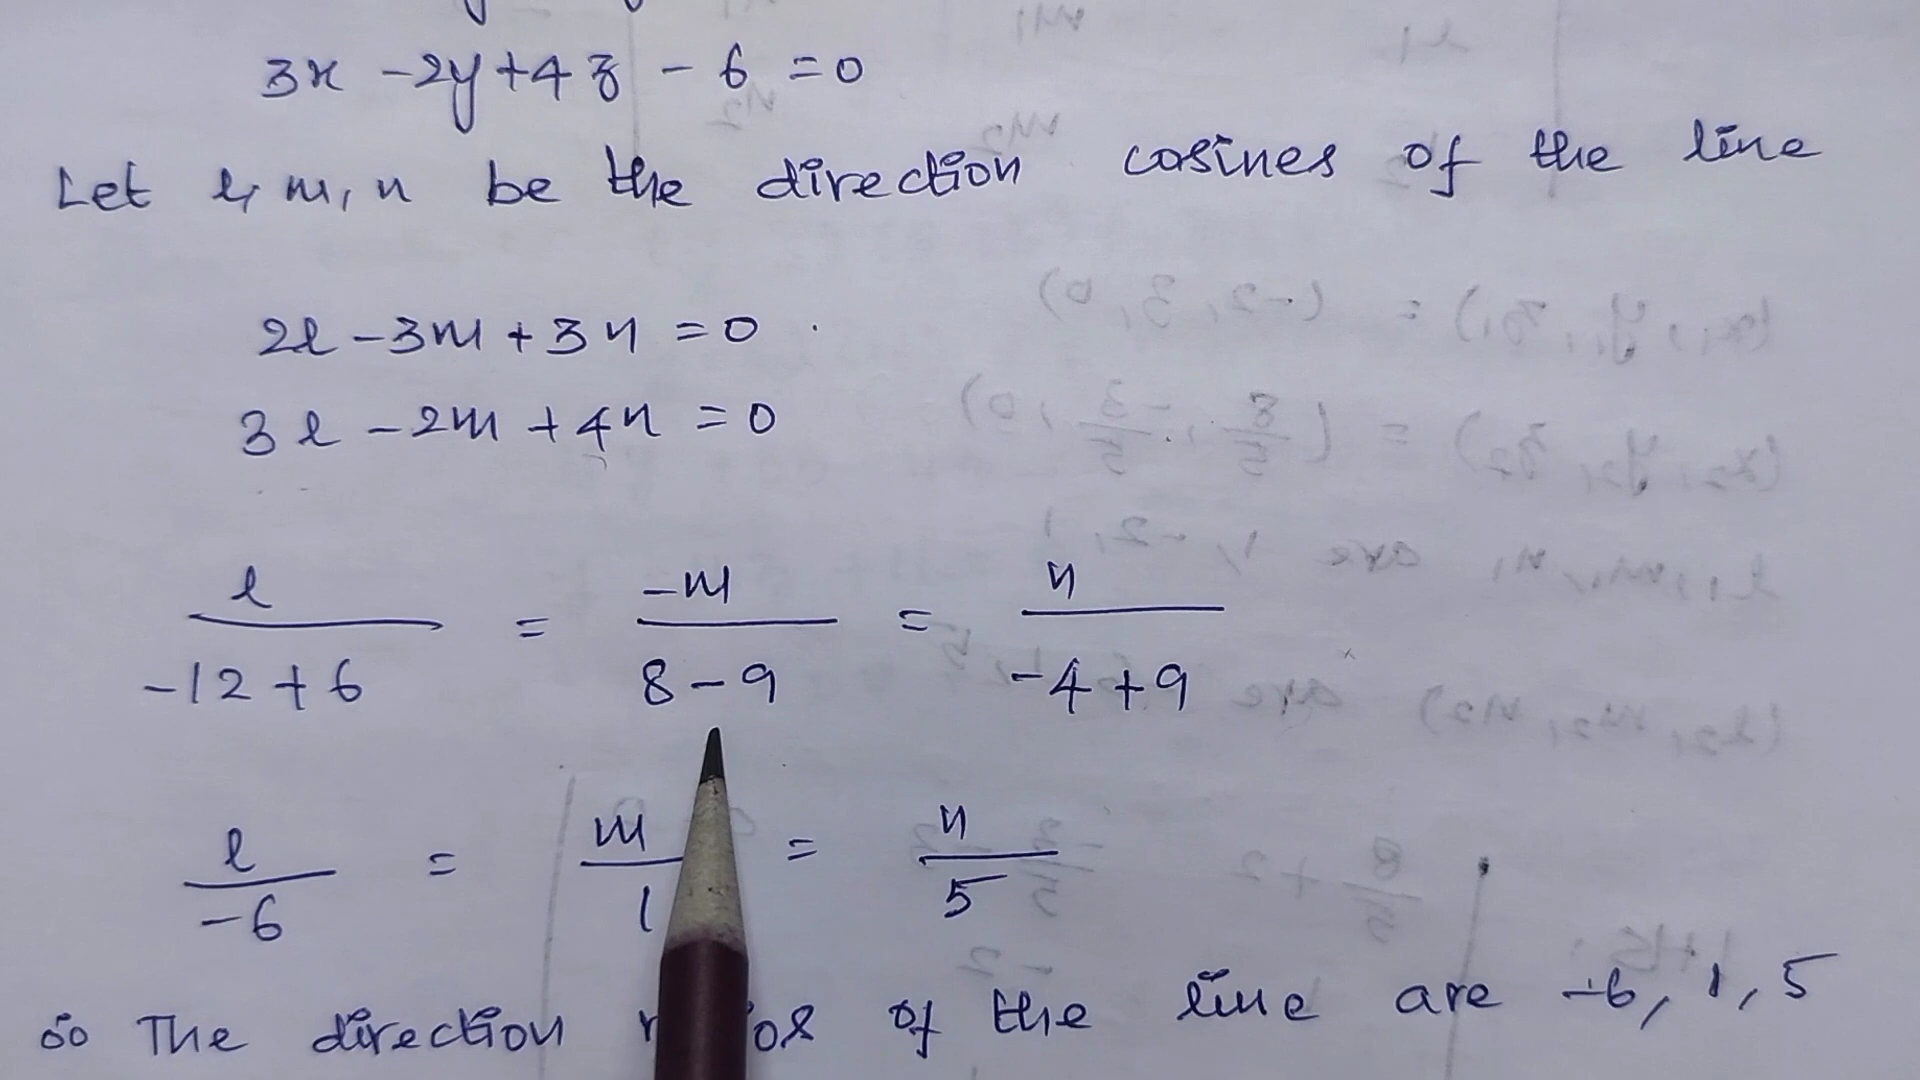 3x - 2y + 4z - 6 = 0
Let l, m, n be the direction cosines of the line
2l - 3m + 3n = 0
3l - 2m + 4n = 0
l / -12 + 6 = -m / 8 - 9 = n / -4 + 9
l / -6 = m / 1 = n / 5
∴ The direction of the line are -6, 1, 5